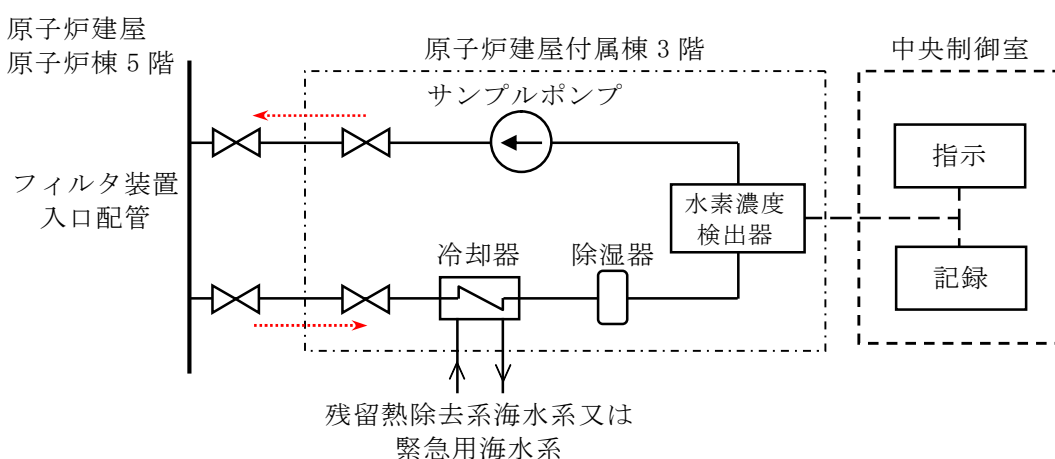 原子炉建屋
原子炉棟 5 階
原子炉建屋付属棟 3 階
中央制御室
サンプルポンプ
指示
フィルタ装置
入口配管
水素濃度
検出器
冷却器
除湿器
記録
残留熱除去系海水系又は
緊急用海水系